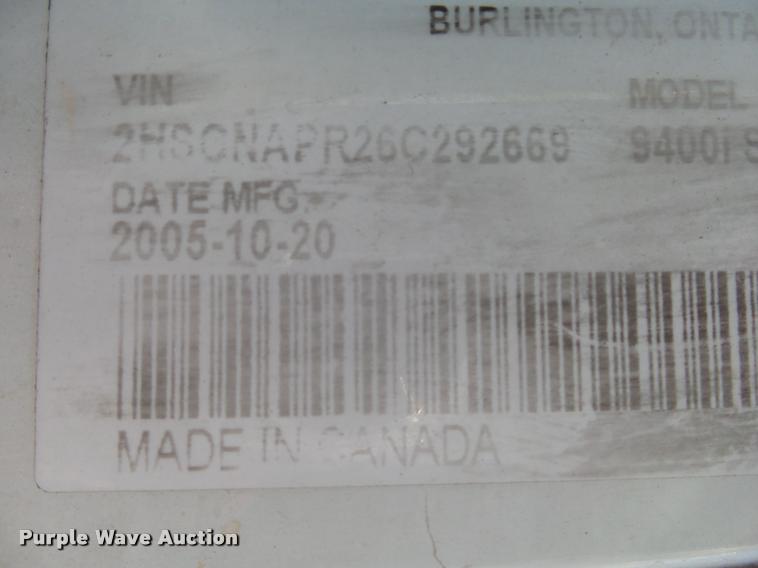 BURLINGTON, ONTA
VIN MODEL
2HSCNAPR26C292669 9400I S
DATE MFG.
2005-10-20
MADE IN CANADA
Purple Wave Auction